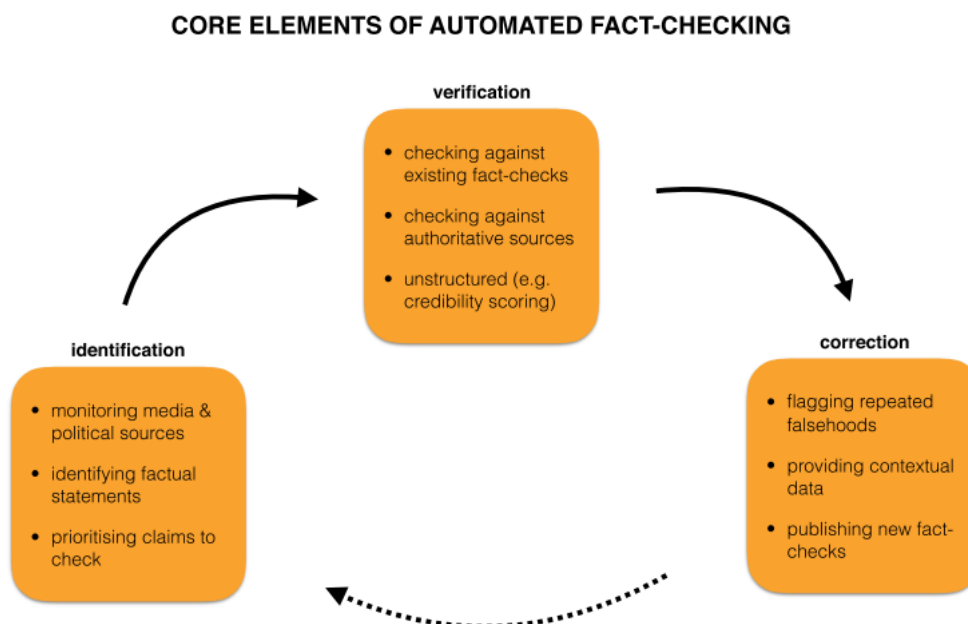 CORE ELEMENTS OF AUTOMATED FACT-CHECKING
verification
• checking against
existing fact-checks
• checking against
authoritative sources
• unstructured (e.g.
credibility scoring)
identification
• monitoring media &
political sources
• identifying factual
statements
• prioritising claims to
check
correction
• flagging repeated
falsehoods
• providing contextual
data
• publishing new fact-
checks